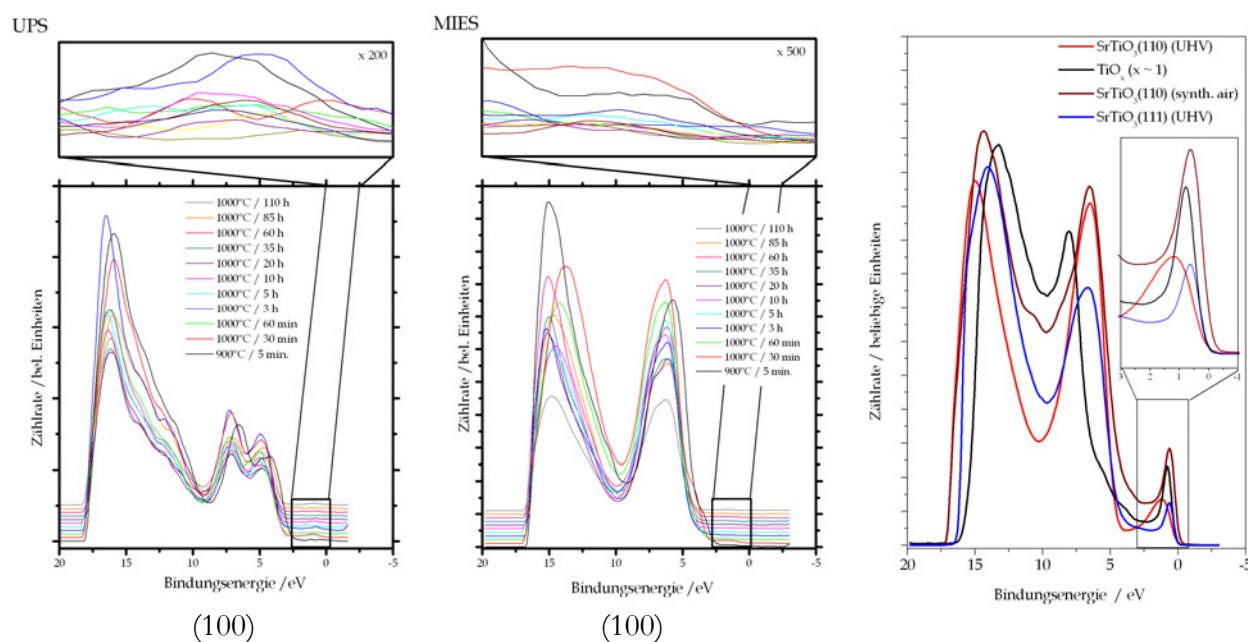 UPS
x 200
1000°C / 110 h
1000°C / 85 h
1000°C / 60 h
1000°C / 35 h
1000°C / 20 h
1000°C / 10 h
1000°C / 5 h
1000°C / 3 h
1000°C / 60 min
1000°C / 30 min
900°C / 5 min.
Zählrate /bel. Einheiten
20 15 10 5 0 -5
Bindungsenergie /eV
(100)
MIES
x 500
1000°C / 110 h
1000°C / 85 h
1000°C / 60 h
1000°C / 35 h
1000°C / 20 h
1000°C / 10 h
1000°C / 5 h
1000°C / 3 h
1000°C / 60 min
1000°C / 30 min
900°C / 5 min.
Zählrate /bel. Einheiten
20 15 10 5 0 -5
Bindungsenergie /eV
(100)
SrTiO3(110) (UHV)
TiOx (x ~ 1)
SrTiO3(110) (synth. air)
SrTiO3(111) (UHV)
3 2 1 0 -1
Zählrate / beliebige Einheiten
20 15 10 5 0
Bindungsenergie / eV